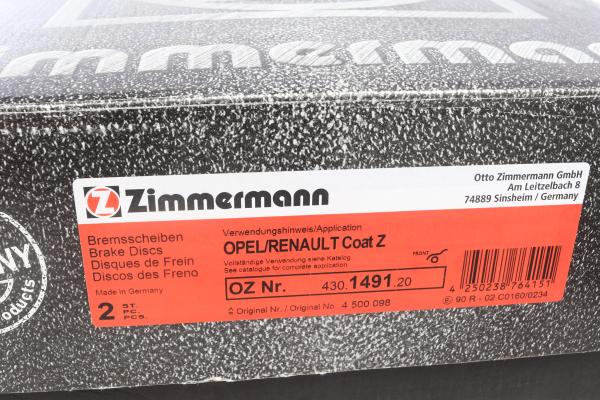 Zimmermann
Z Zimmermann
Otto Zimmermann GmbH
Am Leitzelbach 8
74889 Sinsheim / Germany
Bremsscheiben
Brake Discs
Disques de Frein
Discos des Freno
Made in Germany
2 ST.
PC.
PCS.
Verwendungshinweis/Application
OPEL/RENAULT Coat Z
Vollständige Verwendung siehe Katalog
See catalogue for complete application
FRONT
OZ Nr. 430.1491.20
≙ Original Nr. / Original No. 4 500 098
4 250238 764151
E1 90 R - 02 C0160/0234